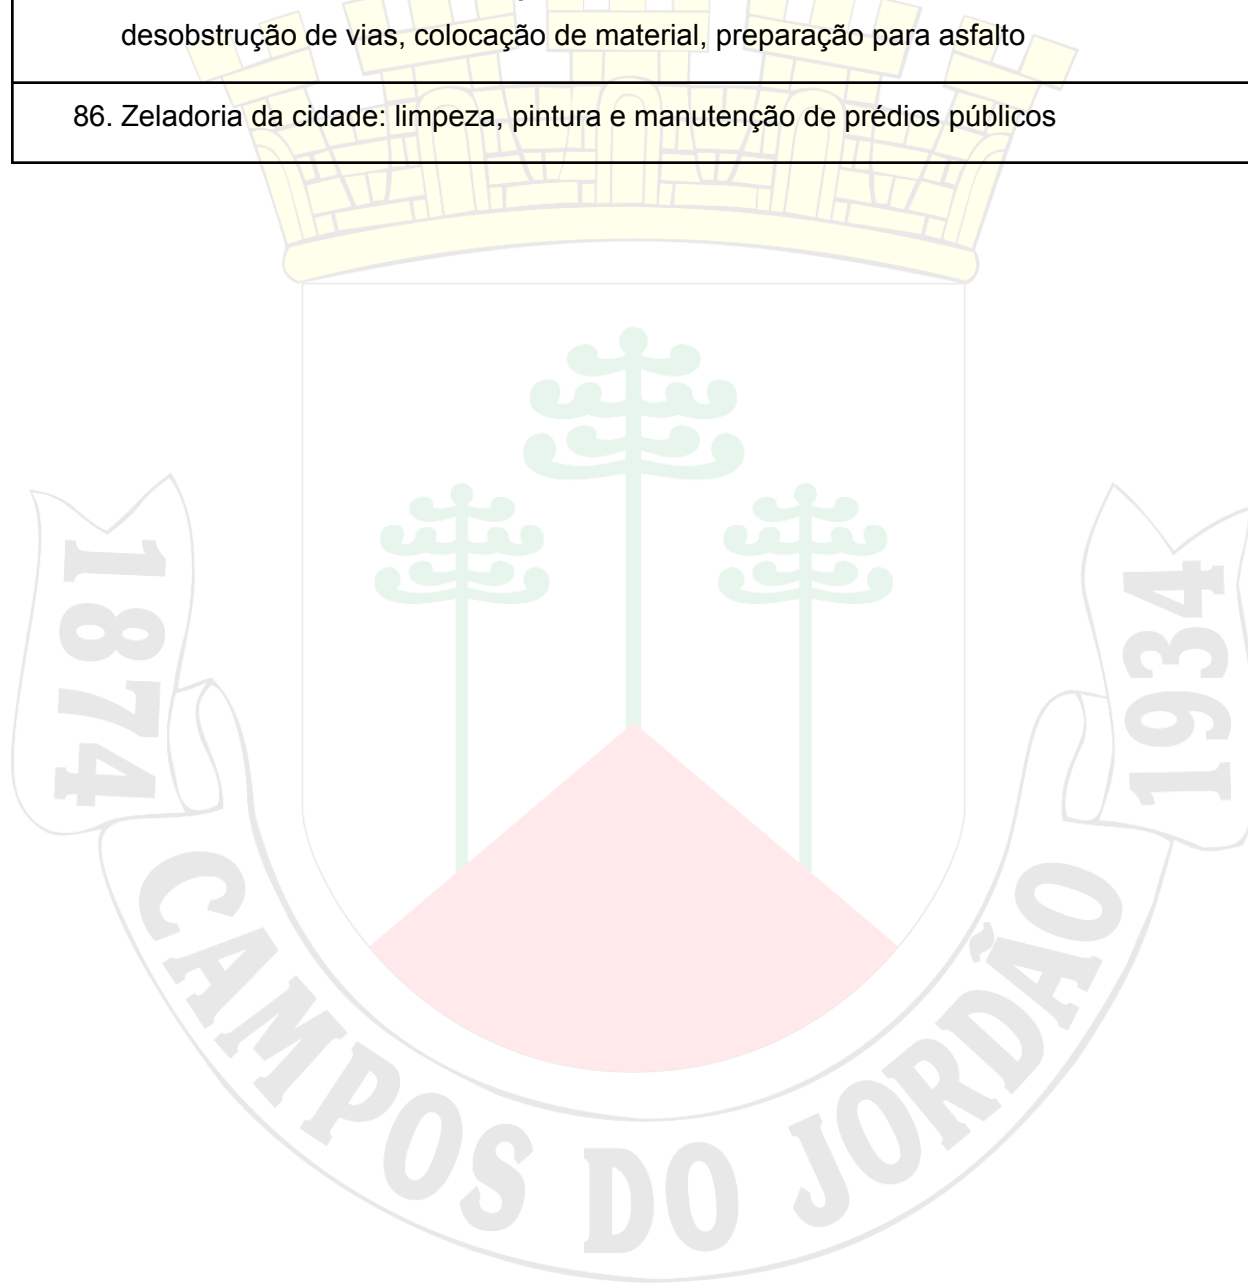 desobstrução de vias, colocação de material, preparação para asfalto
86. Zeladoria da cidade: limpeza, pintura e manutenção de prédios públicos
1874
1934
CAMPOS DO JORDÃO